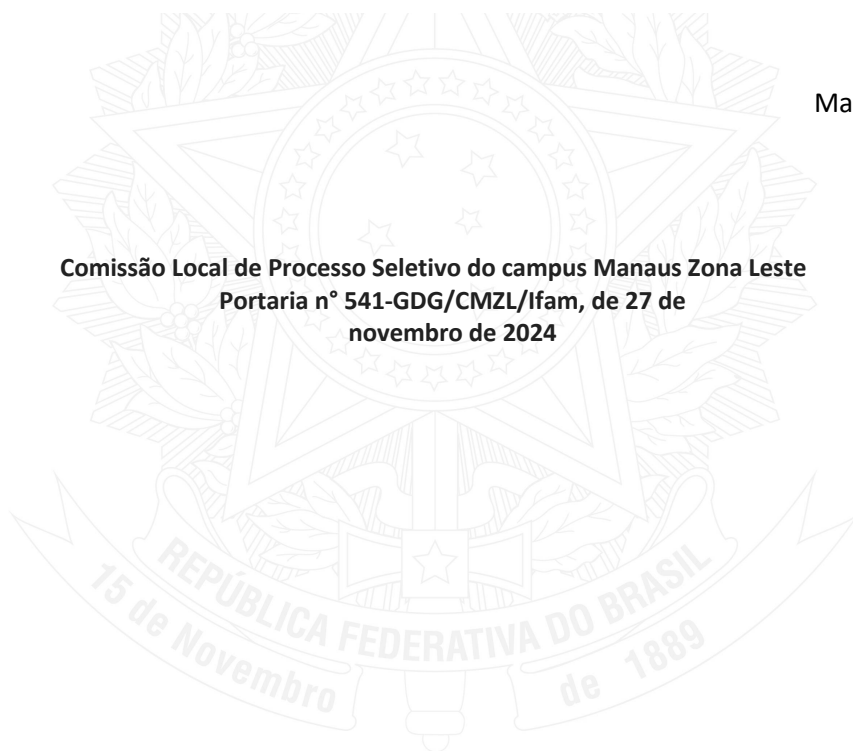 Ma
Comissão Local de Processo Seletivo do campus Manaus Zona Leste
Portaria n° 541-GDG/CMZL/Ifam, de 27 de
novembro de 2024
REPÚBLICA FEDERATIVA DO BRASIL
15 de Novembro de 1889